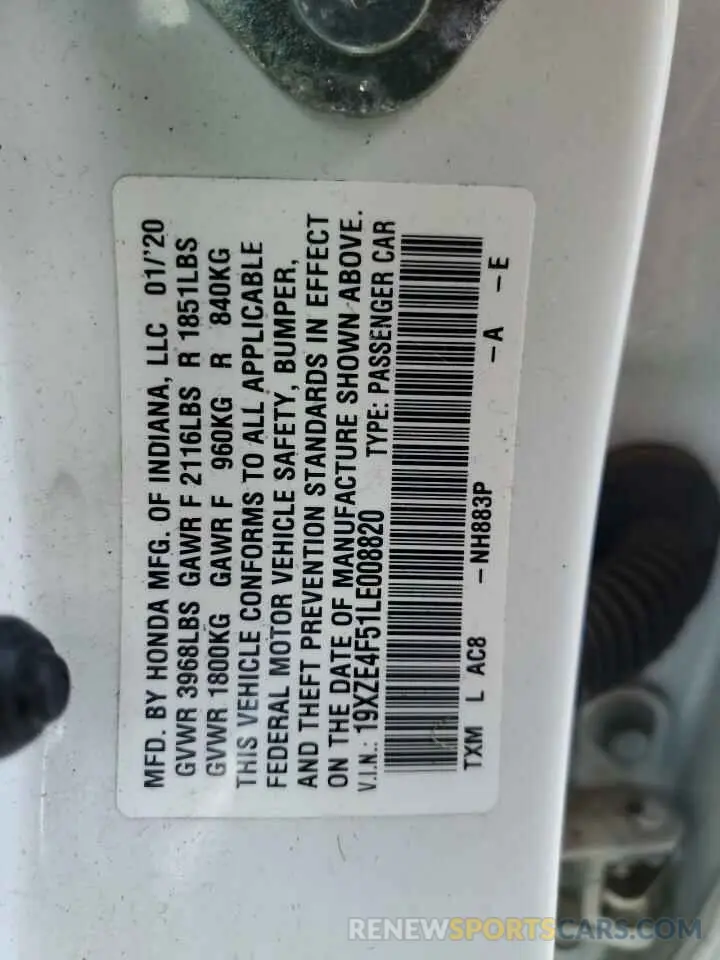 MFD. BY HONDA MFG. OF INDIANA, LLC 01/'20
GVWR 3968LBS GAWR F 2116LBS R 1851LBS
GVWR 1800KG GAWR F 960KG R 840KG
THIS VEHICLE CONFORMS TO ALL APPLICABLE
FEDERAL MOTOR VEHICLE SAFETY, BUMPER,
AND THEFT PREVENTION STANDARDS IN EFFECT
ON THE DATE OF MANUFACTURE SHOWN ABOVE.
V.I.N.: 19XZE4F51LE008820 TYPE: PASSENGER CAR
TXM L AC8 -NH883P -A -E
RENEWSPORTSCARS.COM